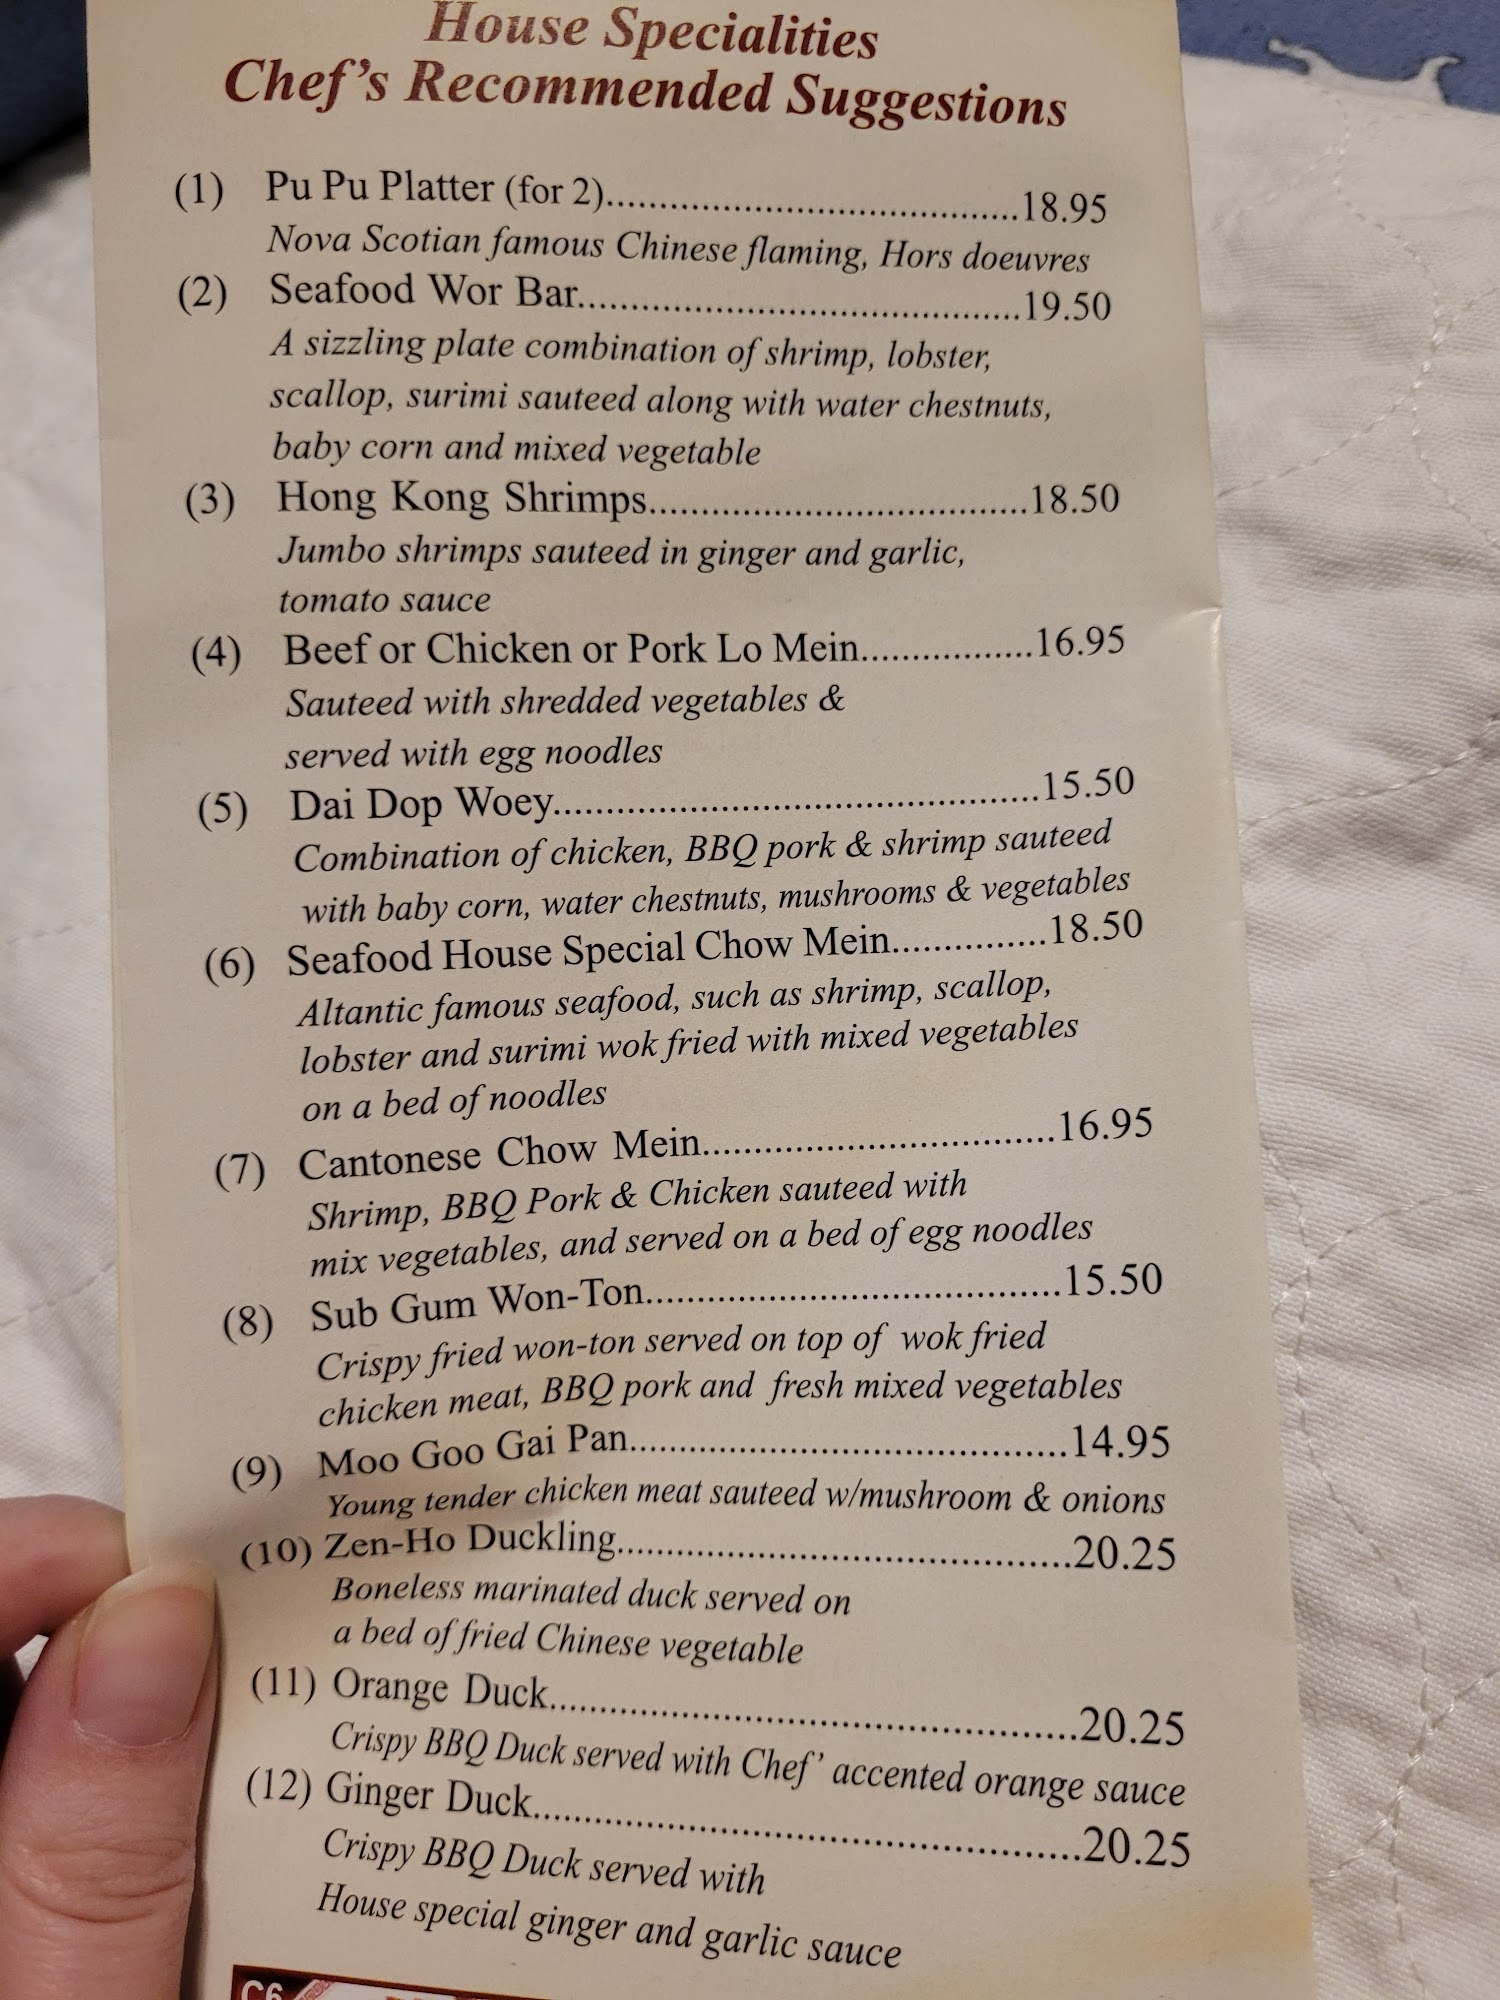 House Specialities
Chef's Recommended Suggestions
(1) Pu Pu Platter (for 2).......................................18.95
Nova Scotian famous Chinese flaming, Hors doeuvres
(2) Seafood Wor Bar..........................................19.50
A sizzling plate combination of shrimp, lobster,
scallop, surimi sauteed along with water chestnuts,
baby corn and mixed vegetable
(3) Hong Kong Shrimps....................................18.50
Jumbo shrimps sauteed in ginger and garlic,
tomato sauce
(4) Beef or Chicken or Pork Lo Mein.................16.95
Sauteed with shredded vegetables &
served with egg noodles
(5) Dai Dop Woey..............................................15.50
Combination of chicken, BBQ pork & shrimp sauteed
with baby corn, water chestnuts, mushrooms & vegetables
(6) Seafood House Special Chow Mein...............18.50
Altantic famous seafood, such as shrimp, scallop,
lobster and surimi wok fried with mixed vegetables
on a bed of noodles
(7) Cantonese Chow Mein..................................16.95
Shrimp, BBQ Pork & Chicken sauteed with
mix vegetables, and served on a bed of egg noodles
(8) Sub Gum Won-Ton........................................15.50
Crispy fried won-ton served on top of wok fried
chicken meat, BBQ pork and fresh mixed vegetables
(9) Moo Goo Gai Pan..........................................14.95
Young tender chicken meat sauteed w/mushroom & onions
(10) Zen-Ho Duckling...........................................20.25
Boneless marinated duck served on
a bed of fried Chinese vegetable
(11) Orange Duck..................................................20.25
Crispy BBQ Duck served with Chef' accented orange sauce
(12) Ginger Duck....................................................20.25
Crispy BBQ Duck served with
House special ginger and garlic sauce
C6